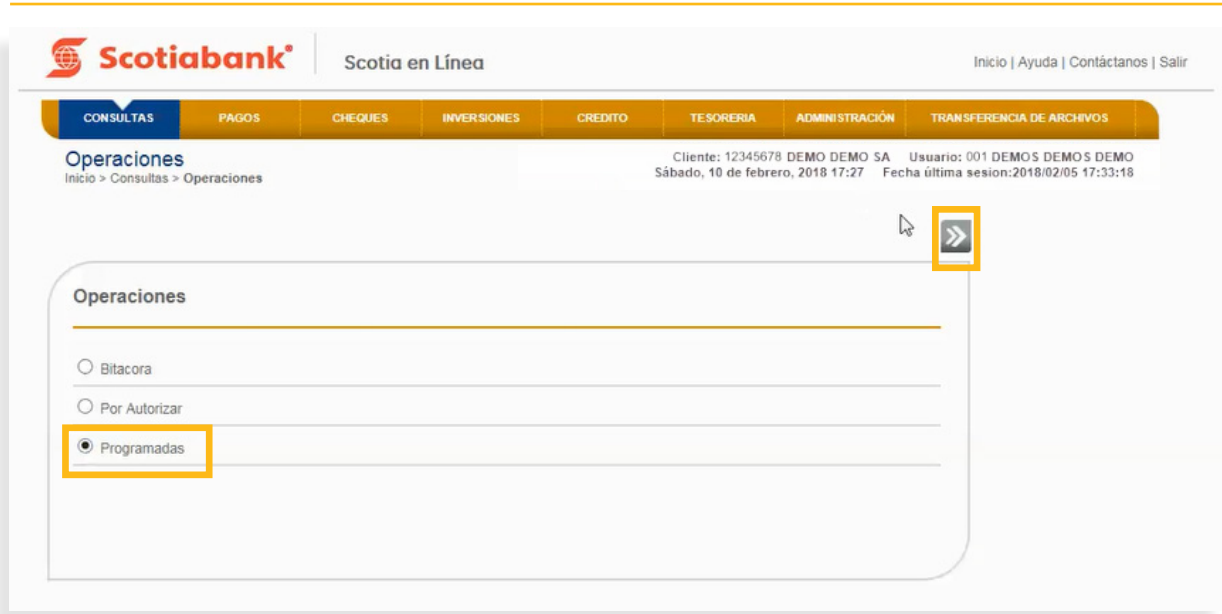 Scotiabank®
Scotia en Línea
Inicio | Ayuda | Contáctanos | Salir
CONSULTAS PAGOS CHEQUES INVERSIONES CREDITO TESORERIA ADMINISTRACIÓN TRANSFERENCIA DE ARCHIVOS
Operaciones
Inicio > Consultas > Operaciones
Cliente: 12345678 DEMO DEMO SA Usuario: 001 DEMOS DEMOS DEMO
Sábado, 10 de febrero, 2018 17:27 Fecha última sesion:2018/02/05 17:33:18
Operaciones
Bitacora
Por Autorizar
Programadas